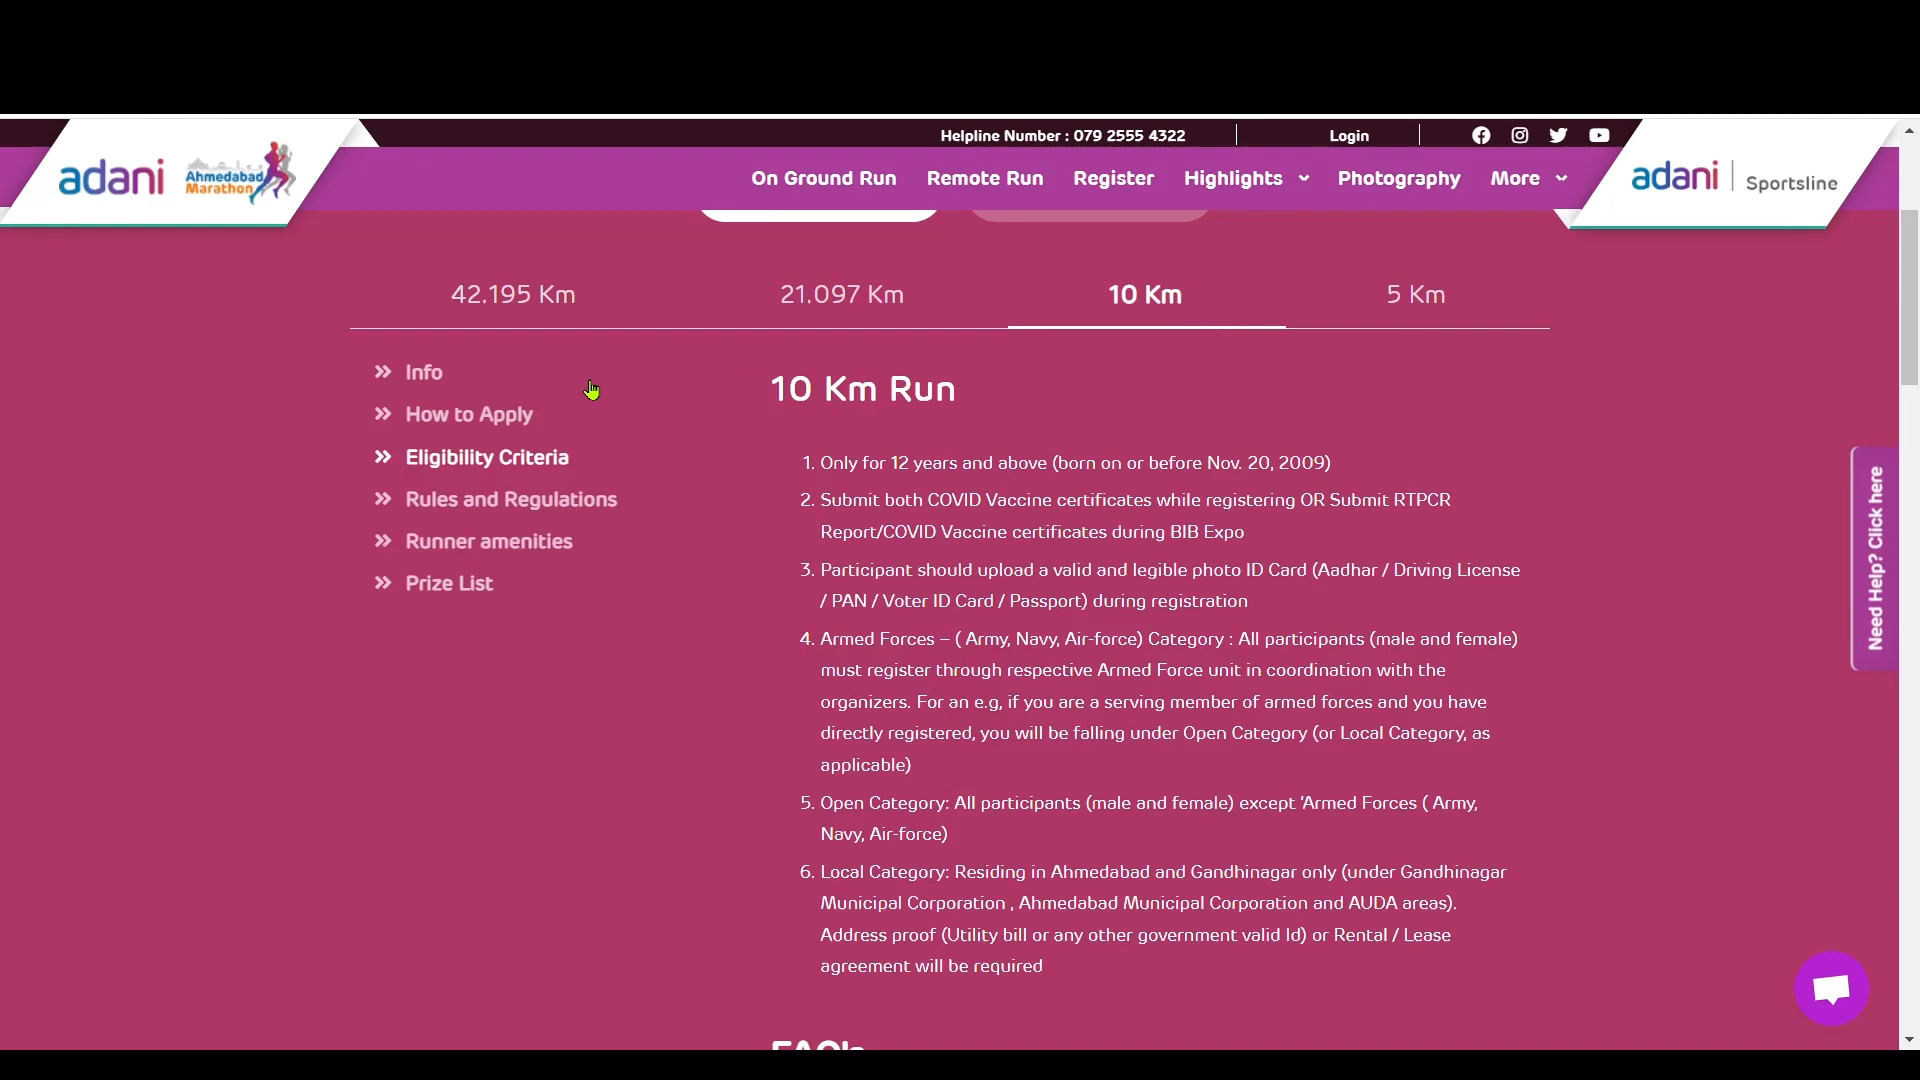 Helpline Number : 079 2555 4322
Login
adani
Ahmedabad
Marathon
On Ground Run
Remote Run
Register
Highlights
Photography
More
adani | Sportsline
42.195 Km
21.097 Km
10 Km
5 Km
» Info
» How to Apply
» Eligibility Criteria
» Rules and Regulations
» Runner amenities
» Prize List
10 Km Run
1. Only for 12 years and above (born on or before Nov. 20, 2009)
2. Submit both COVID Vaccine certificates while registering OR Submit RTPCR
Report/COVID Vaccine certificates during BIB Expo
3. Participant should upload a valid and legible photo ID Card (Aadhar / Driving License
/ PAN / Voter ID Card / Passport) during registration
4. Armed Forces – ( Army, Navy, Air-force) Category : All participants (male and female)
must register through respective Armed Force unit in coordination with the
organizers. For an e.g, if you are a serving member of armed forces and you have
directly registered, you will be falling under Open Category (or Local Category, as
applicable)
5. Open Category: All participants (male and female) except ‘Armed Forces ( Army,
Navy, Air-force)
6. Local Category: Residing in Ahmedabad and Gandhinagar only (under Gandhinagar
Municipal Corporation , Ahmedabad Municipal Corporation and AUDA areas).
Address proof (Utility bill or any other government valid Id) or Rental / Lease
agreement will be required
Need Help? Click here